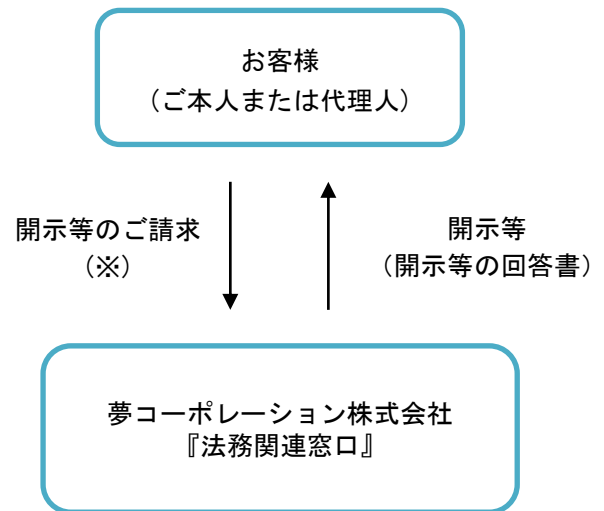 お客様
（ご本人または代理人）
開示等のご請求
（※）
開示等
（開示等の回答書）
夢コーポレーション株式会社
『法務関連窓口』